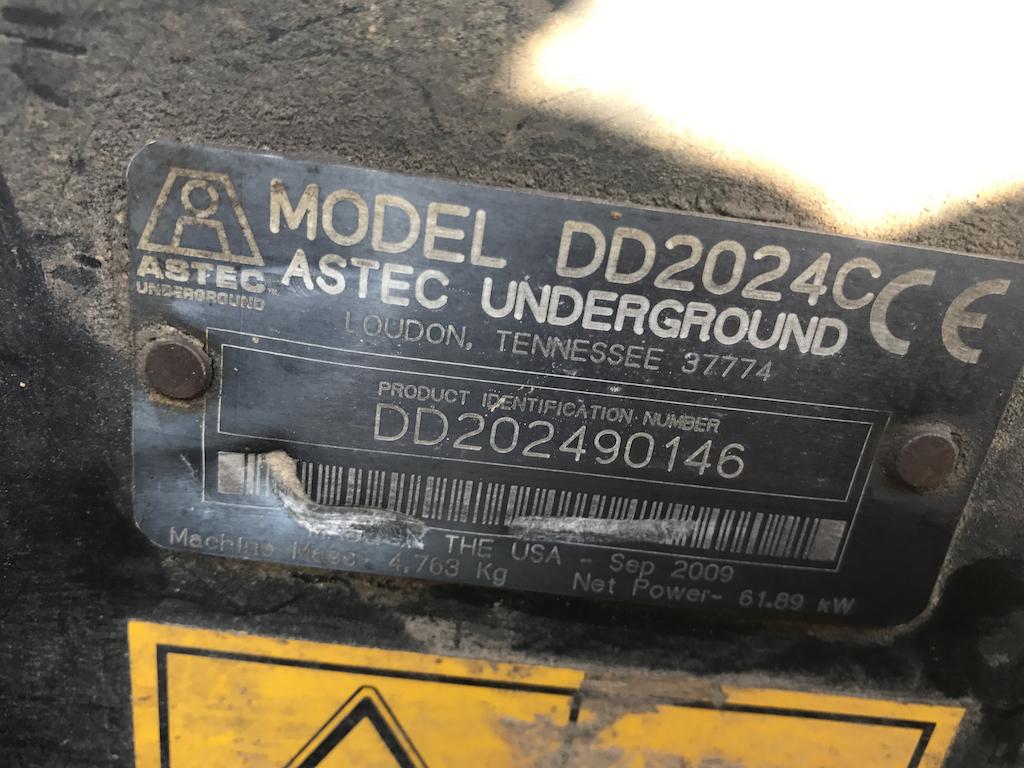 MODEL DD2024C CE
ASTEC
UNDERGROUND
ASTEC UNDERGROUND
LOUDON, TENNESSEE 37774
PRODUCT IDENTIFICATION NUMBER
DD202490146
IN THE USA - Sep 2009
Machine Mass- 4,763 Kg
Net Power- 61.89 kW